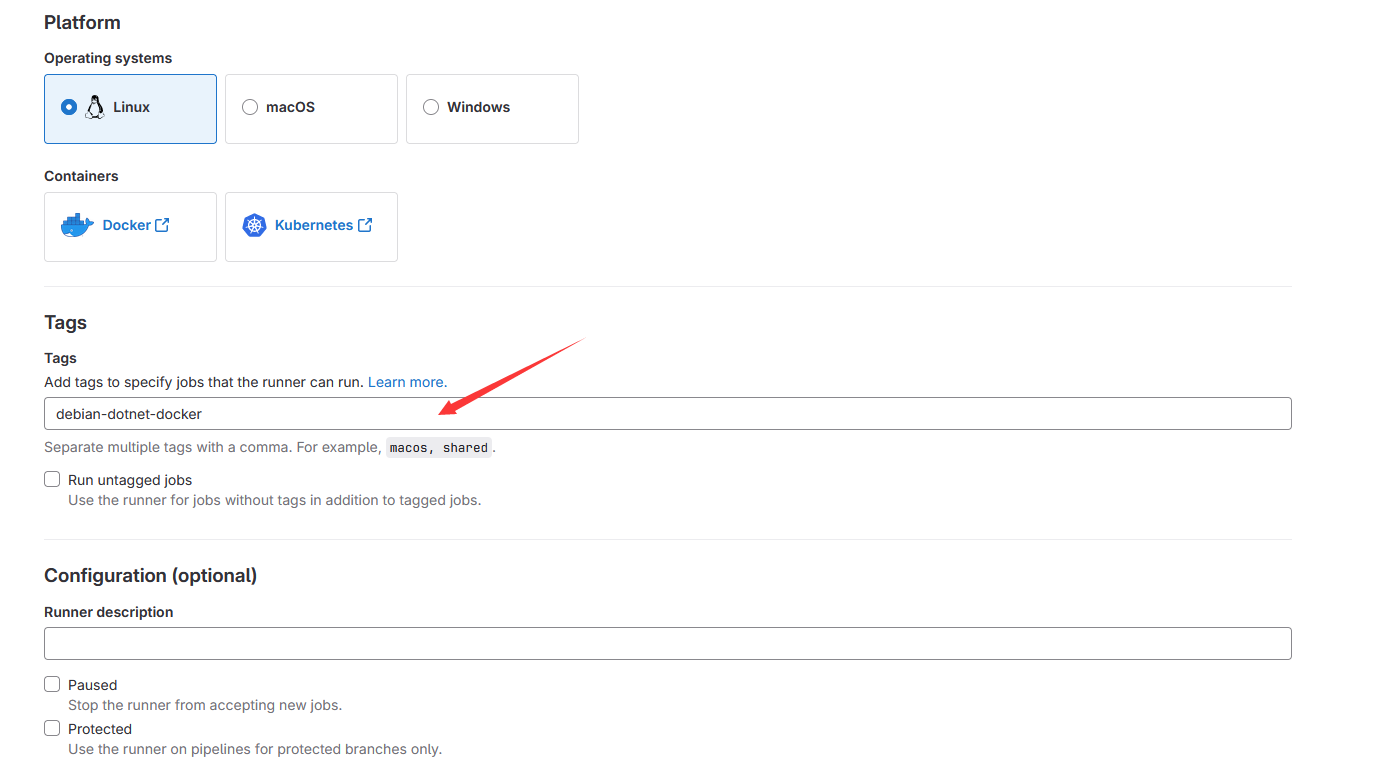 Platform
Operating systems
Linux
macOS
Windows
Containers
Docker
Kubernetes
Tags
Tags
Add tags to specify jobs that the runner can run. Learn more.
debian-dotnet-docker
Separate multiple tags with a comma. For example, macos, shared.
Run untagged jobs
Use the runner for jobs without tags in addition to tagged jobs.
Configuration (optional)
Runner description
Paused
Stop the runner from accepting new jobs.
Protected
Use the runner on pipelines for protected branches only.